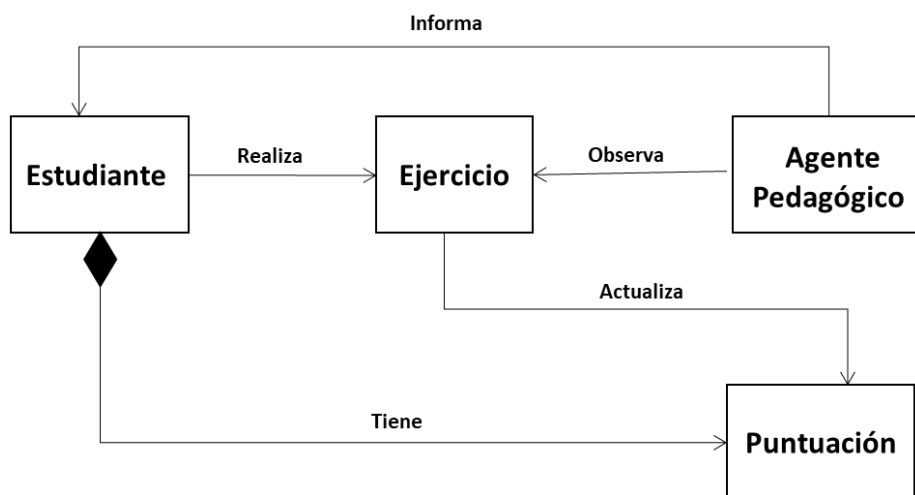 Informa
Estudiante
Realiza
Ejercicio
Observa
Agente
Pedagógico
Actualiza
Tiene
Puntuación